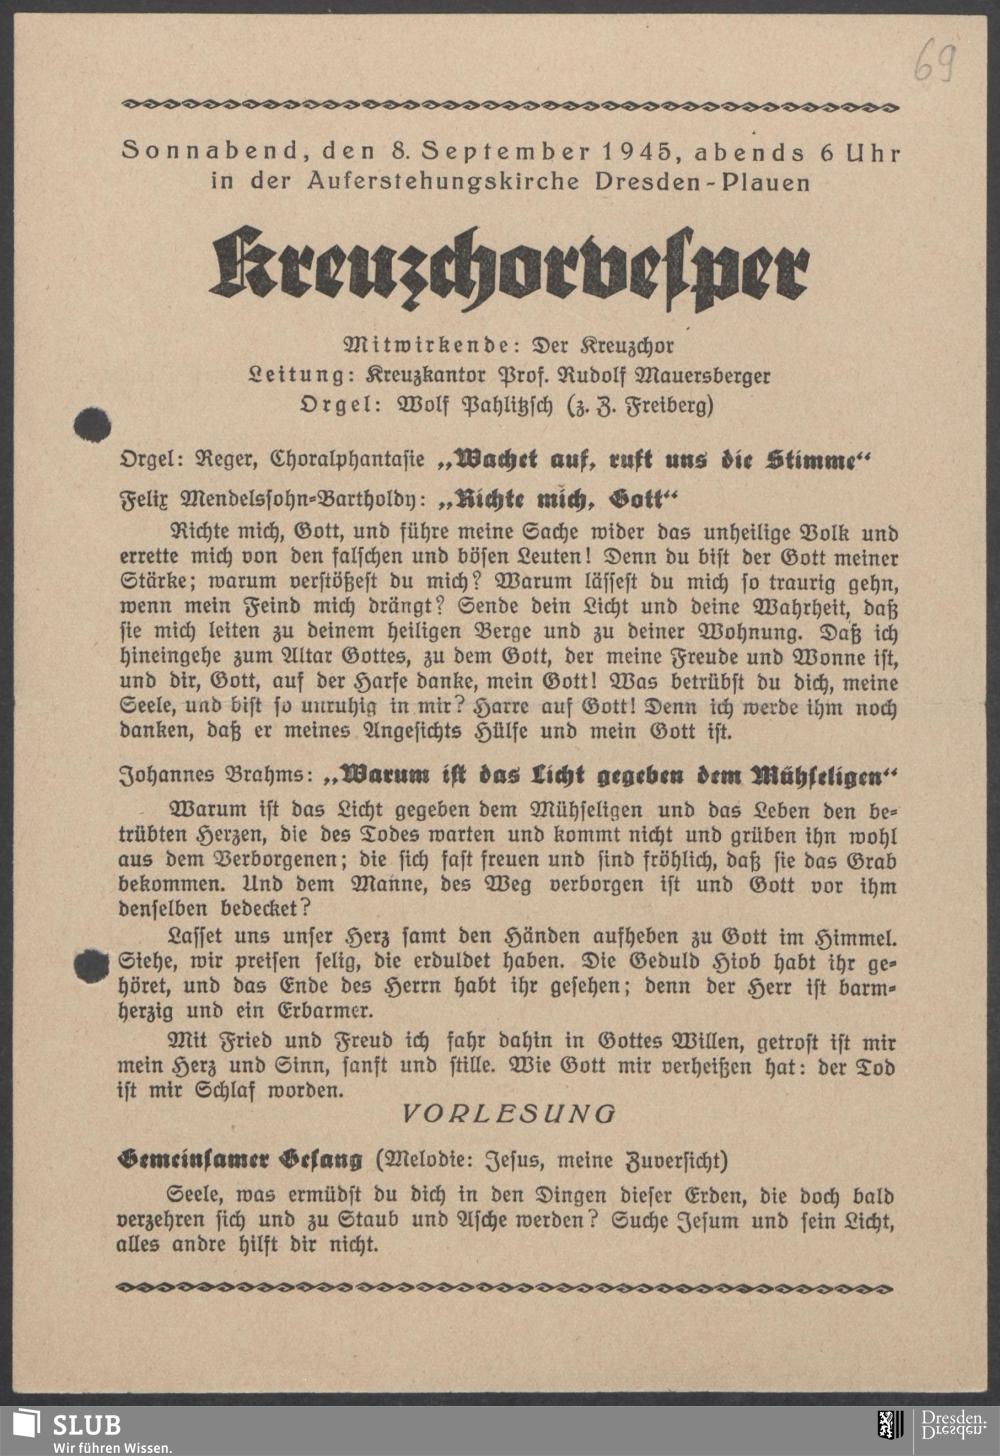 69
Sonnabend, den 8. September 1945, abends 6 Uhr
in der Auferstehungskirche Dresden-Plauen
Kreuzchorvesper
Mitwirkende: Der Kreuzchor
Leitung: Kreuzkantor Prof. Rudolf Mauersberger
Orgel: Wolf Pahlitzsch (z. Z. Freiberg)
Orgel: Reger, Choralphantasie „Wachet auf, ruft uns die Stimme“
Felix Mendelssohn-Bartholdy: „Richte mich, Gott“
Richte mich, Gott, und führe meine Sache wider das unheilige Volk und
errette mich von den falschen und bösen Leuten! Denn du bist der Gott meiner
Stärke; warum verstößest du mich? Warum lässest du mich so traurig gehn,
wenn mein Feind mich drängt? Sende dein Licht und deine Wahrheit, daß
sie mich leiten zu deinem heiligen Berge und zu deiner Wohnung. Daß ich
hineingehe zum Altar Gottes, zu dem Gott, der meine Freude und Wonne ist,
und dir, Gott, auf der Harfe danke, mein Gott! Was betrübst du dich, meine
Seele, und bist so unruhig in mir? Harre auf Gott! Denn ich werde ihm noch
danken, daß er meines Angesichts Hülfe und mein Gott ist.
Johannes Brahms: „Warum ist das Licht gegeben dem Mühseligen“
Warum ist das Licht gegeben dem Mühseligen und das Leben den be-
trübten Herzen, die des Todes warten und kommt nicht und grüben ihn wohl
aus dem Verborgenen; die sich fast freuen und sind fröhlich, daß sie das Grab
bekommen. Und dem Manne, des Weg verborgen ist und Gott vor ihm
denselben bedecket?
Lasset uns unser Herz samt den Händen aufheben zu Gott im Himmel.
Siehe, wir preisen selig, die erduldet haben. Die Geduld Hiob habt ihr ge-
höret, und das Ende des Herrn habt ihr gesehen; denn der Herr ist barm-
herzig und ein Erbarmer.
Mit Fried und Freud ich fahr dahin in Gottes Willen, getrost ist mir
mein Herz und Sinn, sanft und stille. Wie Gott mir verheißen hat: der Tod
ist mir Schlaf worden.
VORLESUNG
Gemeinsamer Gesang (Melodie: Jesus, meine Zuversicht)
Seele, was ermüdst du dich in den Dingen dieser Erden, die doch bald
verzehren sich und zu Staub und Asche werden? Suche Jesum und sein Licht,
alles andre hilft dir nicht.
SLUB
Wir führen Wissen.
Dresden.
Dresden.